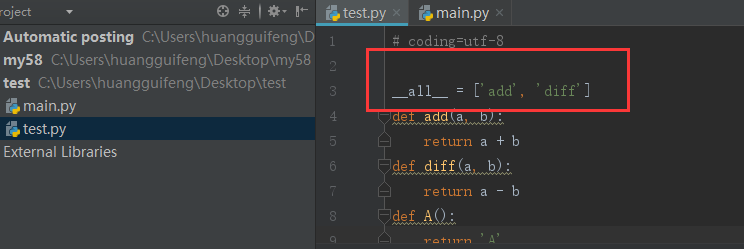 roject
test.py
main.py
Automatic posting C:\Users\huangguifeng\D
my58 C:\Users\huangguifeng\Desktop\my58
test C:\Users\huangguifeng\Desktop\test
main.py
test.py
External Libraries
1 # coding=utf-8
2
3 __all__ = ['add', 'diff']
4 def add(a, b):
5 return a + b
6 def diff(a, b):
7 return a - b
8 def A():
9 return 'A'